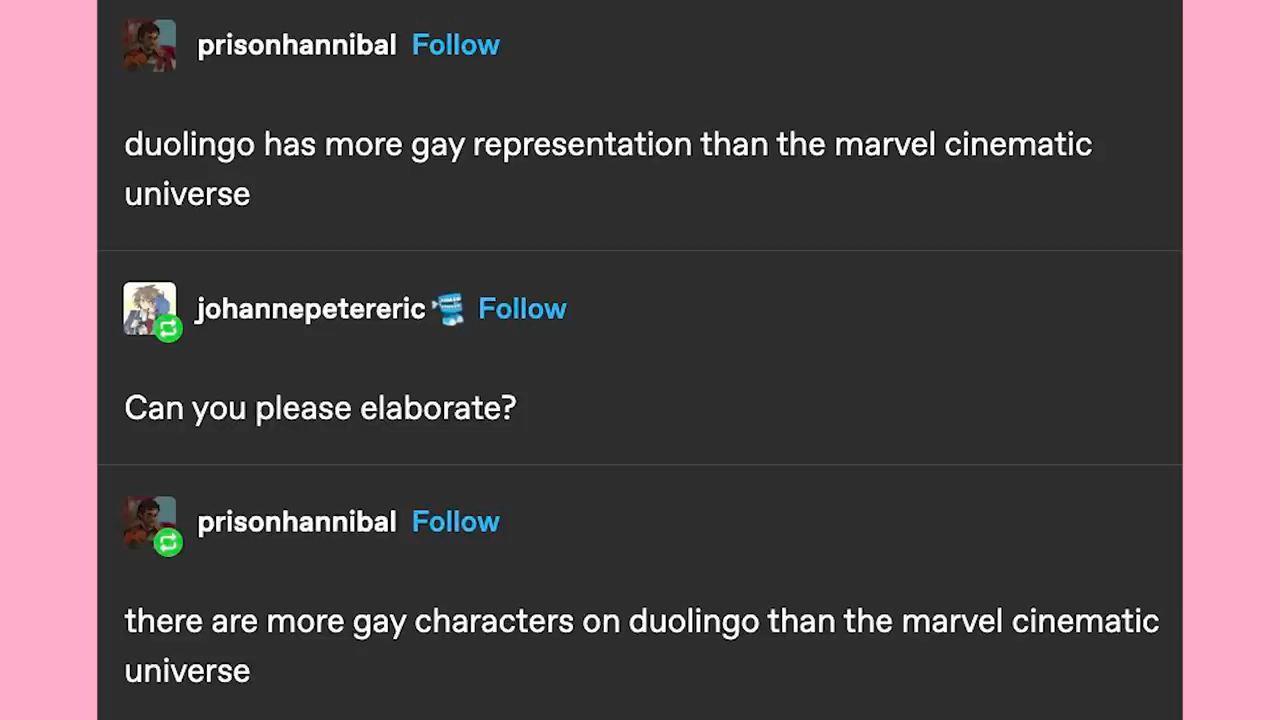 prisonhannibal Follow
duolingo has more gay representation than the marvel cinematic
universe
johannepetereric Follow
Can you please elaborate?
prisonhannibal Follow
there are more gay characters on duolingo than the marvel cinematic
universe